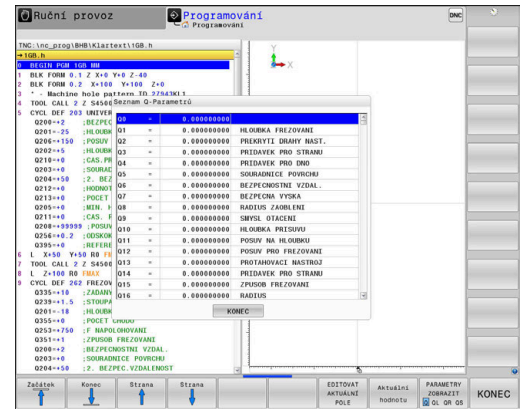 Ruční provoz
Programování
Programování
DNC
TNC:\nc_prog\BHB\Klartext\1GB.h
→1GB.h
0 BEGIN PGM 1GB MM
1 BLK FORM 0.1 Z X+0 Y+0 Z-40
2 BLK FORM 0.2 X+100 Y+100 Z+0
3 * - Machine hole pattern ID 27943KL1
4 TOOL CALL 2 Z S4500
5 CYCL DEF 203 UNIVER
Q200=+2 ;BEZPEC
Q201=-25 ;HLOUBK
Q206=+150 ;POSUV
Q202=+5 ;HLOUBK
Q210=+0 ;CAS.PR
Q203=+0 ;SOURAD
Q204=+50 ;2. BEZ
Q212=+0 ;HODNOT
Q213=+0 ;POCET
Q205=+0 ;MIN. H
Q211=+0 ;CAS. P
Q208=+99999 ;POSUV
Q256=+0.2 ;ODSKOK
Q395=+0 ;REFERE
6 L X+50 Y+50 R0 F
7 TOOL CALL 2 Z S4500
8 L Z+100 R0 FMAX
9 CYCL DEF 262 FREZOV
Q335=+10 ;ZADANY
Q239=+1.5 ;STOUPA
Q201=-18 ;HLOUBK
Q355=+0 ;POCET CHODU
Q253=+750 ;F NAPOLOHOVANI
Q351=+1 ;ZPUSOB FREZOVANI
Q200=+2 ;BEZPECNOSTNI VZDAL.
Q203=+0 ;SOURADNICE POVRCHU
Q204=+50 ;2. BEZPEC.VZDALENOST
Y
X
Seznam Q-Parametrů
Q0 = 0.000000000
Q1 = 0.000000000 HLOUBKA FREZOVANI
Q2 = 0.000000000 PREKRYTI DRAHY NAST.
Q3 = 0.000000000 PRIDAVEK PRO STRANU
Q4 = 0.000000000 PRIDAVEK PRO DNO
Q5 = 0.000000000 SOURADNICE POVRCHU
Q6 = 0.000000000 BEZPECNOSTNI VZDAL.
Q7 = 0.000000000 BEZPECNA VYSKA
Q8 = 0.000000000 RADIUS ZAOBLENI
Q9 = 0.000000000 SMYSL OTACENI
Q10 = 0.000000000 HLOUBKA PRISUVU
Q11 = 0.000000000 POSUV NA HLOUBKU
Q12 = 0.000000000 POSUV PRO FREZOVANI
Q13 = 0.000000000 PROTAHOVACI NASTROJ
Q14 = 0.000000000 PRIDAVEK PRO STRANU
Q15 = 0.000000000 ZPUSOB FREZOVANI
Q16 = 0.000000000 RADIUS
KONEC
Začátek
Konec
Strana
Strana
EDITOVAT AKTUÁLNÍ POLE
Aktuální hodnotu
PARAMETRY ZOBRAZIT Q QL QR QS
KONEC